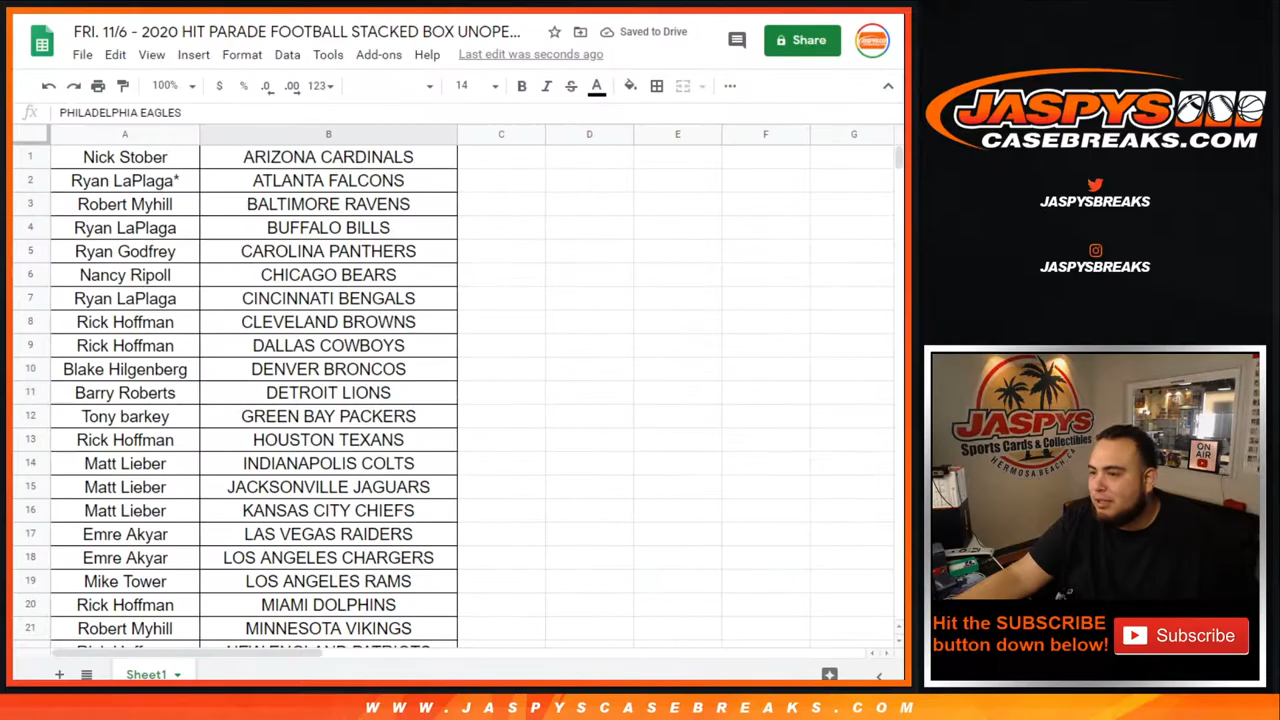 FRI. 11/6 - 2020 HIT PARADE FOOTBALL STACKED BOX UNOPE...
Saved to Drive
Share
File Edit View Insert Format Data Tools Add-ons Help Last edit was seconds ago
100% $ % .0 .00 123 14 B I S A
fx PHILADELPHIA EAGLES
A B C D E F G
1 Nick Stober ARIZONA CARDINALS
2 Ryan LaPlaga* ATLANTA FALCONS
3 Robert Myhill BALTIMORE RAVENS
4 Ryan LaPlaga BUFFALO BILLS
5 Ryan Godfrey CAROLINA PANTHERS
6 Nancy Ripoll CHICAGO BEARS
7 Ryan LaPlaga CINCINNATI BENGALS
8 Rick Hoffman CLEVELAND BROWNS
9 Rick Hoffman DALLAS COWBOYS
10 Blake Hilgenberg DENVER BRONCOS
11 Barry Roberts DETROIT LIONS
12 Tony barkey GREEN BAY PACKERS
13 Rick Hoffman HOUSTON TEXANS
14 Matt Lieber INDIANAPOLIS COLTS
15 Matt Lieber JACKSONVILLE JAGUARS
16 Matt Lieber KANSAS CITY CHIEFS
17 Emre Akyar LAS VEGAS RAIDERS
18 Emre Akyar LOS ANGELES CHARGERS
19 Mike Tower LOS ANGELES RAMS
20 Rick Hoffman MIAMI DOLPHINS
21 Robert Myhill MINNESOTA VIKINGS
NEW ENGLAND PATRIOTS
Sheet1
JASPYS
CASEBREAKS.COM
JASPYSBREAKS
JASPYSBREAKS
JASPYS
Sports Cards & Collectibles
HERMOSA BEACH, CA
ON AIR
Hit the SUBSCRIBE
button down below!
Subscribe
WWW.JASPYSCASEBREAKS.COM